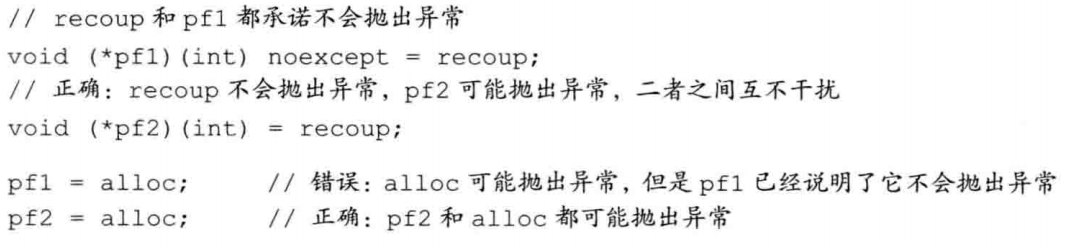 // recoup 和 pf1 都承诺不会抛出异常
void (*pf1)(int) noexcept = recoup;
// 正确：recoup 不会抛出异常，pf2 可能抛出异常，二者之间互不干扰
void (*pf2)(int) = recoup;
pf1 = alloc; // 错误：alloc 可能抛出异常，但是 pf1 已经说明了它不会抛出异常
pf2 = alloc; // 正确：pf2 和 alloc 都可能抛出异常